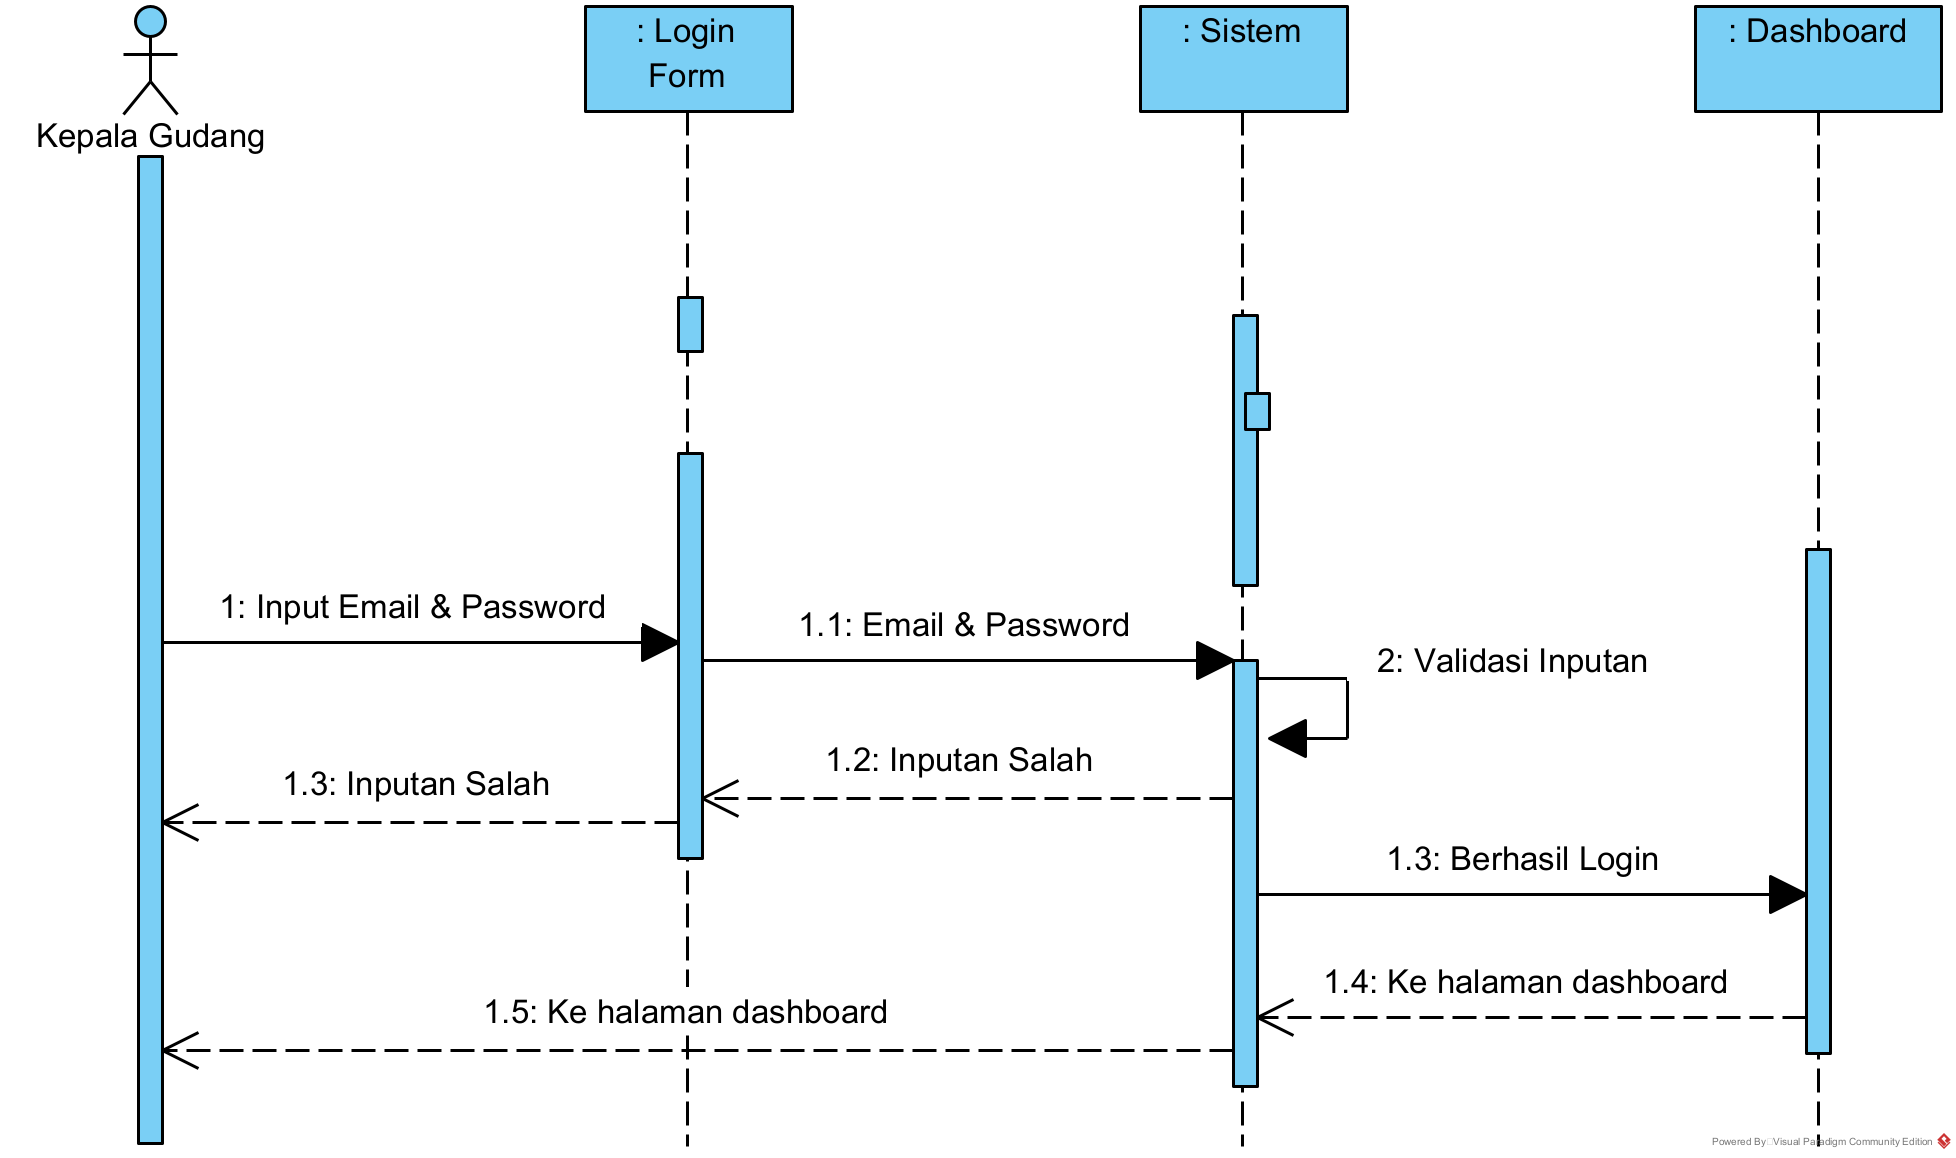 : Login
Form
: Sistem
: Dashboard
Kepala Gudang
1: Input Email & Password
1.1: Email & Password
2: Validasi Inputan
1.2: Inputan Salah
1.3: Inputan Salah
1.3: Berhasil Login
1.4: Ke halaman dashboard
1.5: Ke halaman dashboard
Powered By Visual Paradigm Community Edition